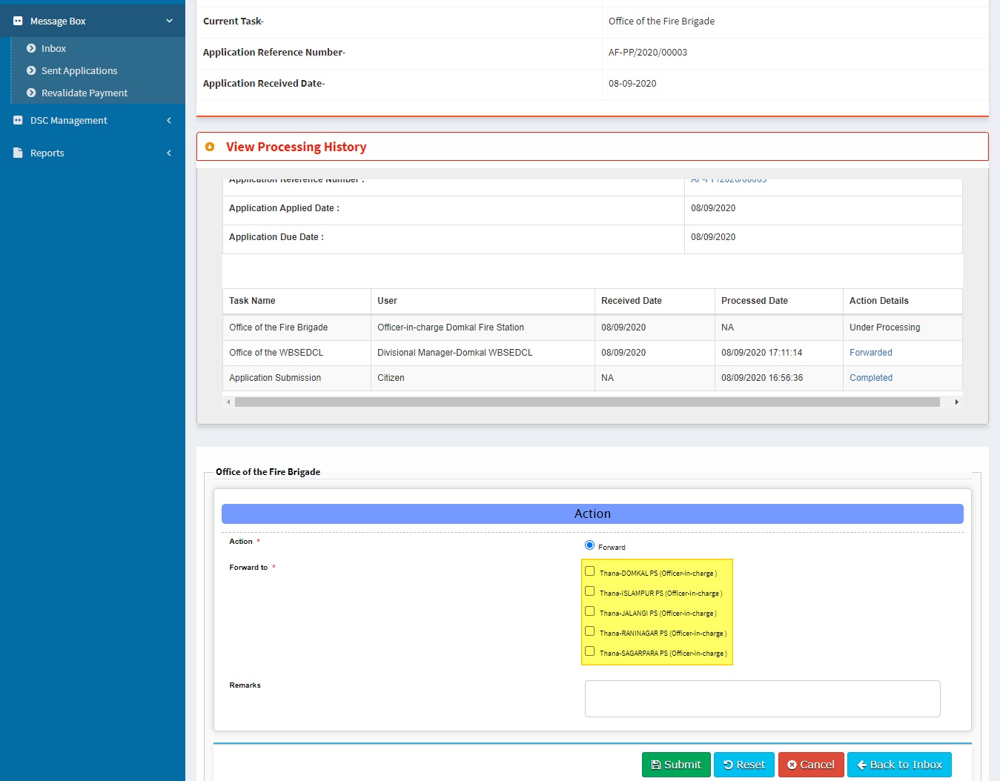 Message Box
Inbox
Sent Applications
Revalidate Payment
DSC Management
Reports
Current Task- Office of the Fire Brigade
Application Reference Number- AF-PP/2020/00003
Application Received Date- 08-09-2020
View Processing History
Application Reference Number : AF-PP/2020/00003
Application Applied Date : 08/09/2020
Application Due Date : 08/09/2020
Task Name User Received Date Processed Date Action Details
Office of the Fire Brigade Officer-in-charge Domkal Fire Station 08/09/2020 NA Under Processing
Office of the WBSEDCL Divisional Manager-Domkal WBSEDCL 08/09/2020 08/09/2020 17:11:14 Forwarded
Application Submission Citizen NA 08/09/2020 16:56:36 Completed
Office of the Fire Brigade
Action
Action * Forward
Forward to * Thana-DOMKAL PS (Officer-in-charge )
Thana-ISLAMPUR PS (Officer-in-charge )
Thana-JALANGI PS (Officer-in-charge )
Thana-RANINAGAR PS (Officer-in-charge )
Thana-SAGARPARA PS (Officer-in-charge )
Remarks
Submit Reset Cancel Back to Inbox